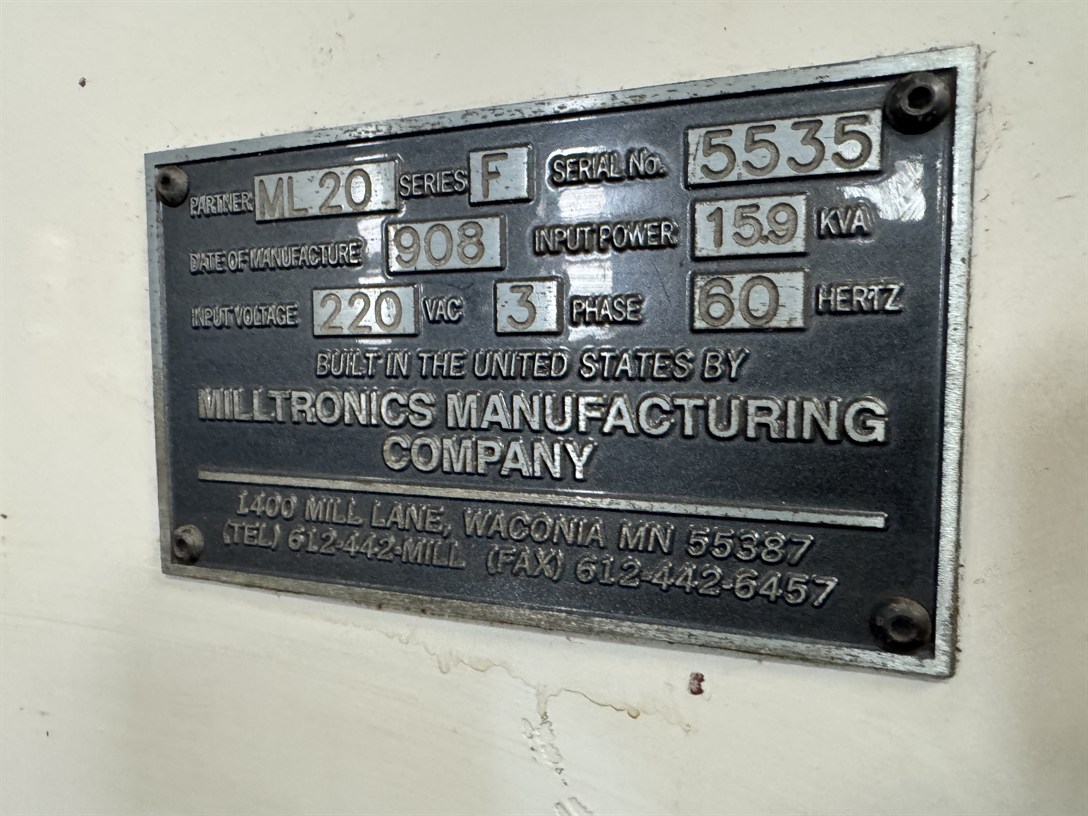 PARTNER ML 20 SERIES F SERIAL No. 5535
DATE OF MANUFACTURE 908 INPUT POWER 15.9 KVA
INPUT VOLTAGE 220 VAC 3 PHASE 60 HERTZ
BUILT IN THE UNITED STATES BY
MILLTRONICS MANUFACTURING
COMPANY
1400 MILL LANE, WACONIA MN 55387
(TEL) 612-442-MILL (FAX) 612-442-6457